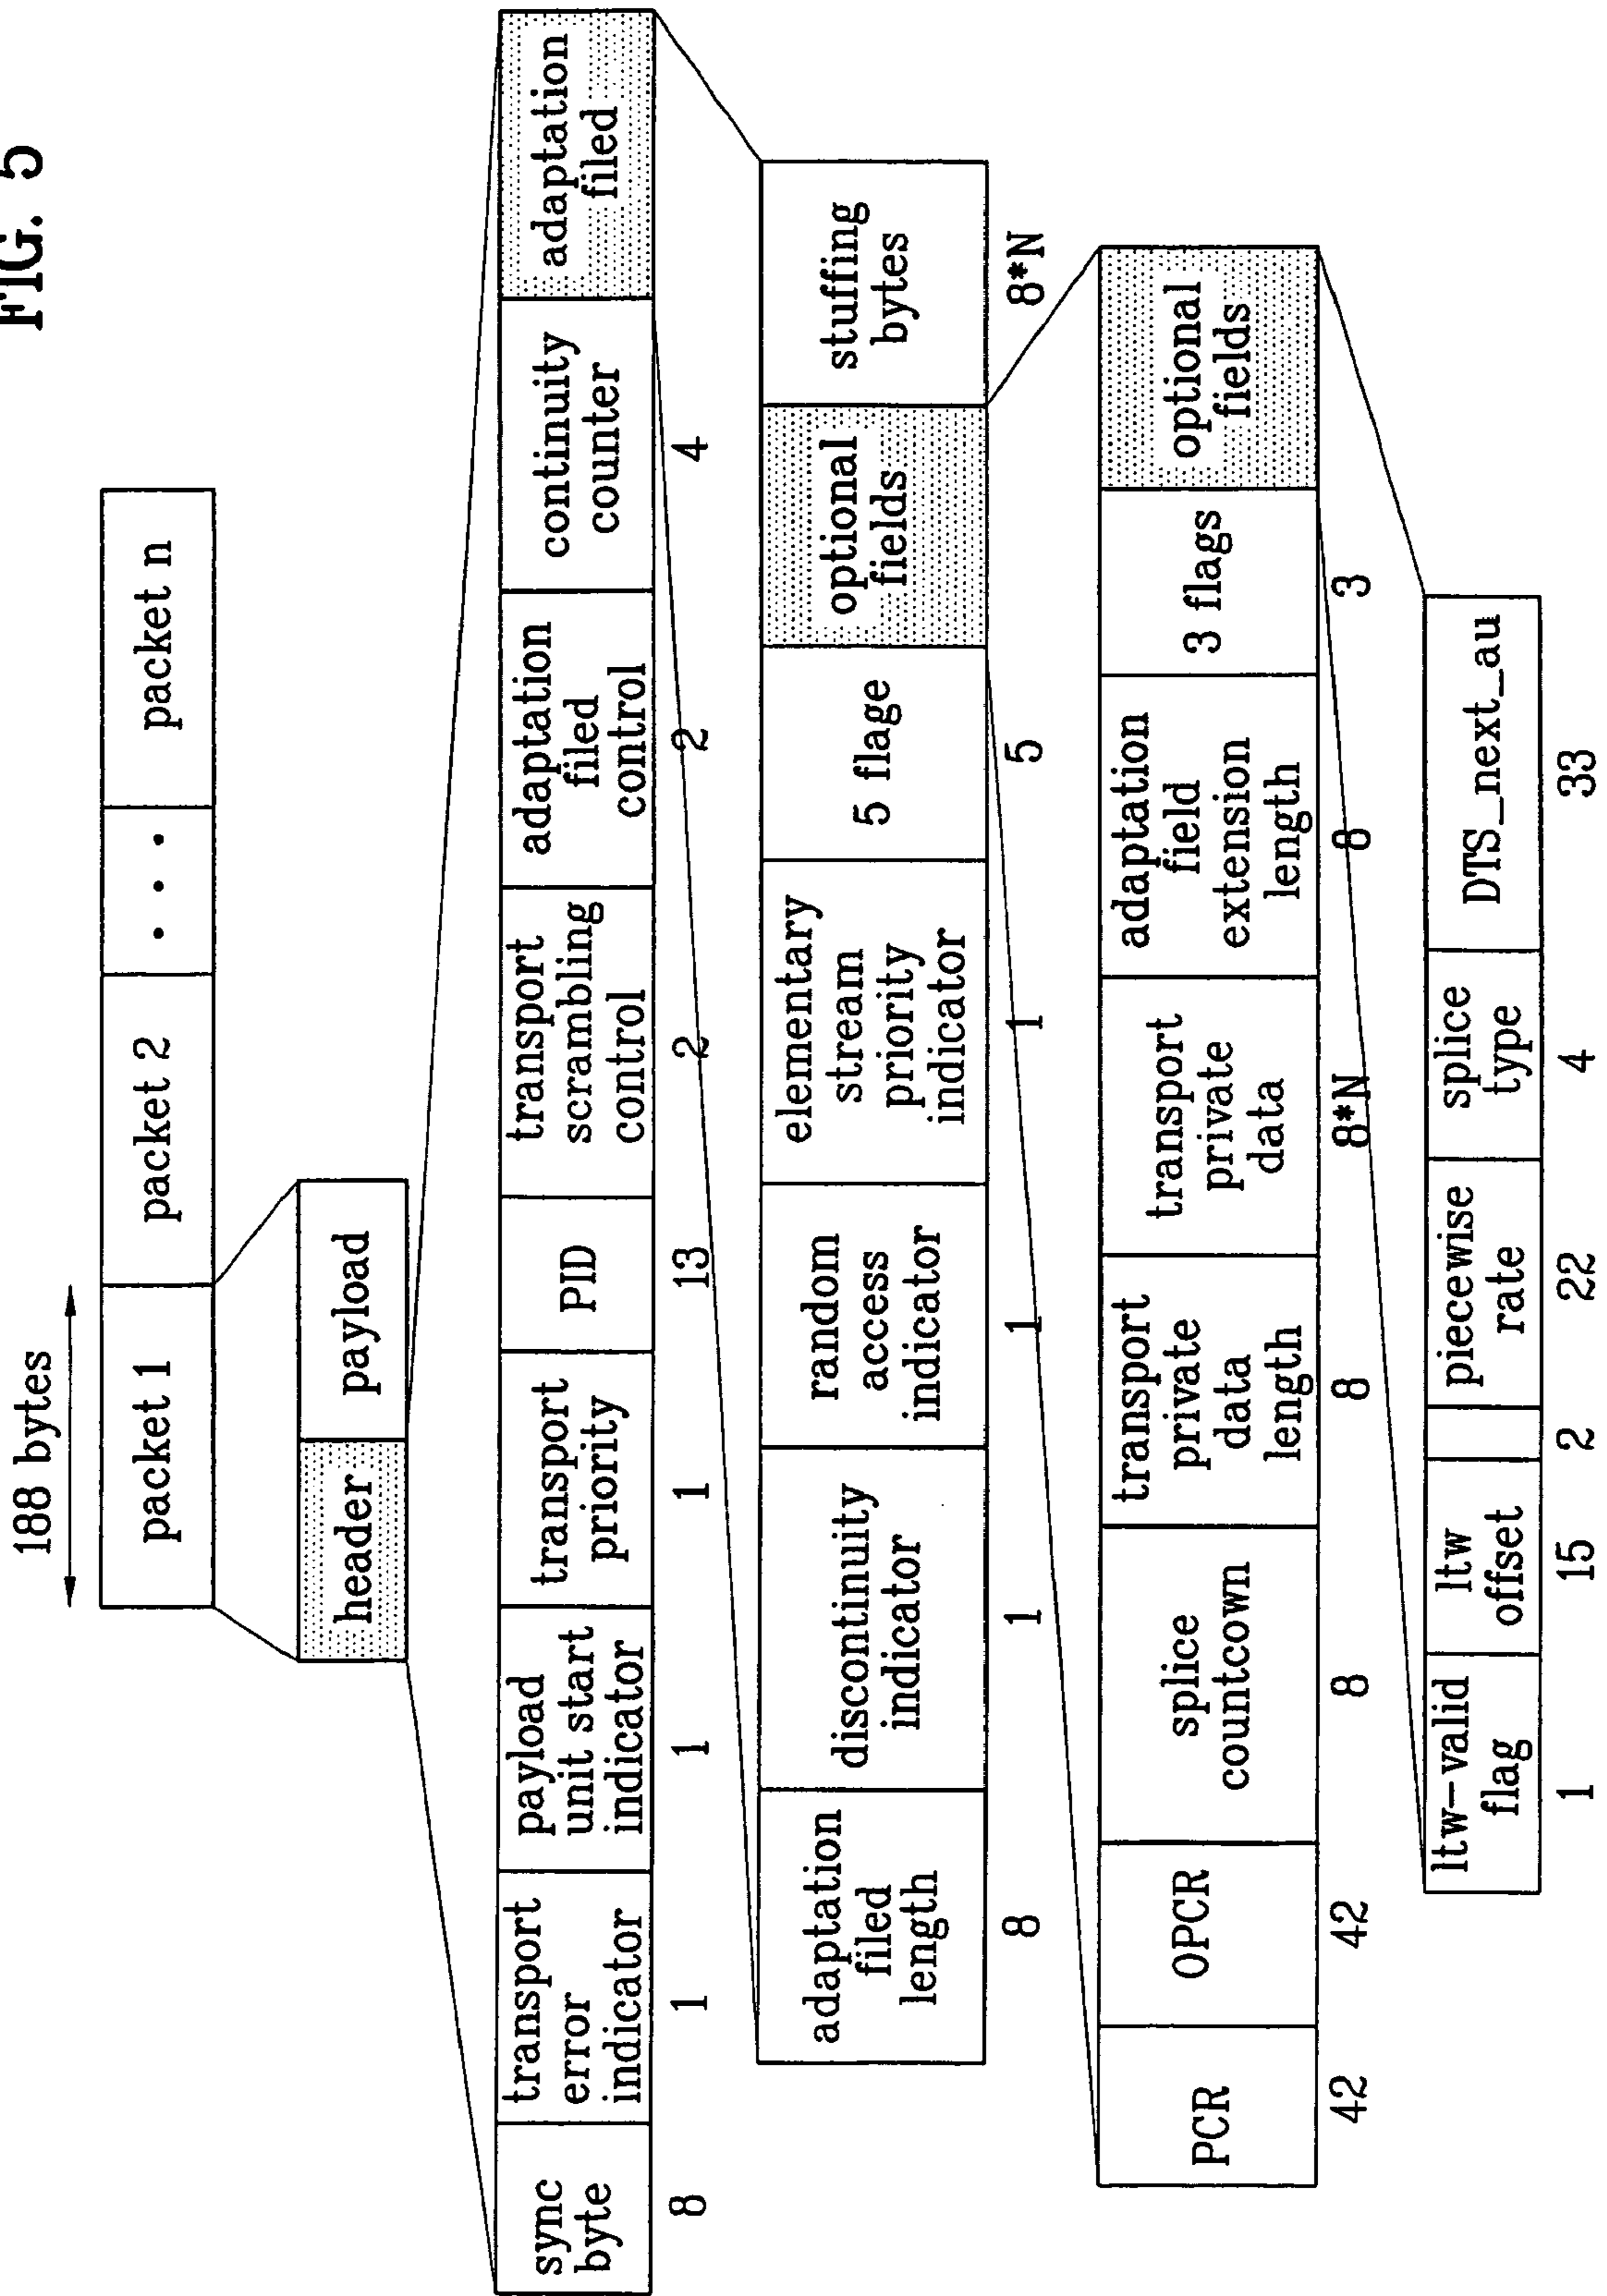 FIG. 5
188 bytes
packet 1
packet 2
• • •
packet n
header
payload
sync
byte
transport
error
indicator
payload
unit start
indicator
transport
priority
PID
transport
scrambling
control
adaptation
filed
control
continuity
counter
adaptation
filed
8
1
1
1
13
2
2
4
adaptation
filed
length
discontinuity
indicator
random
access
indicator
elementary
stream
priority
indicator
5 flage
optional
fields
stuffing
bytes
8
1
1
1
5
8*N
PCR
OPCR
splice
countcown
transport
private
data
length
transport
private
data
adaptation
field
extension
length
3 flags
optional
fields
42
42
8
8
8*N
8
3
ltw-valid
flag
ltw
offset
piecewise
rate
splice
type
DTS_next_au
1
15
2
22
4
33